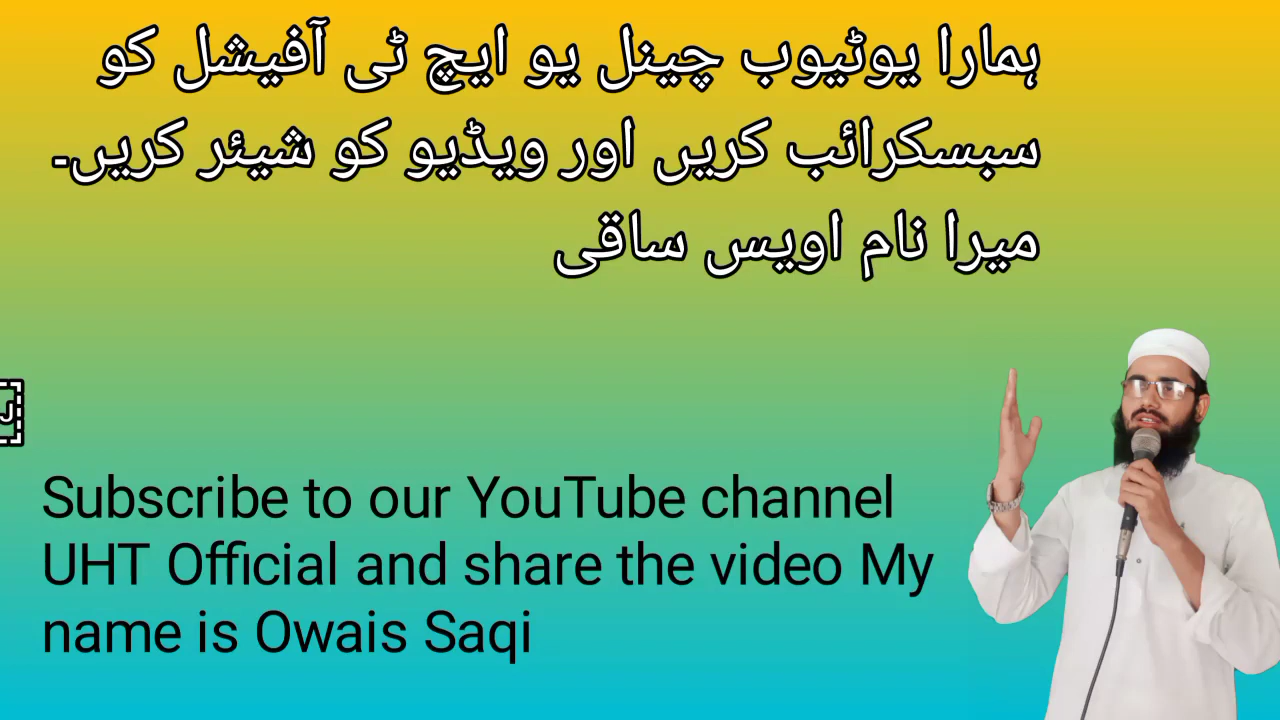 ہمارا یوٹیوب چینل یو ایچ ٹی آفیشل کو
سبسکرائب کریں اور ویڈیو کو شیئر کریں۔
میرا نام اویس ساقی
Subscribe to our YouTube channel
UHT Official and share the video My
name is Owais Saqi